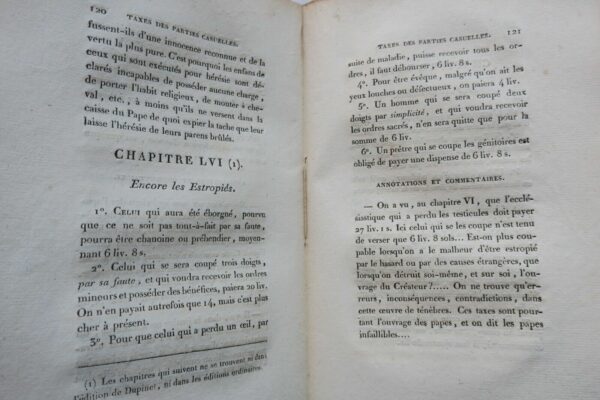 120 TAXES DES PARTIES CASUELLES.
fussent-ils d'une innocence reconnue et de la
vertu la plus pure. C'est pourquoi les enfans de
ceux qui sont exécutés pour hérésie sont dé-
clarés incapables de posséder aucune charge,
de porter l'habit religieux, de monter à che-
val, etc., à moins qu'ils ne versent dans la
caisse du Pape de quoi expier la tache que leur
laisse l'hérésie de leurs parens brûlés.
CHAPITRE LVI (1).
Encore les Estropiés.
1°. CELUI qui aura été éborgné, pourvu
que ce ne soit pas tout-à-fait par sa faute,
pourra être chanoine ou préhendier, moyen-
nant 6 liv. 8 s.
2°. Celui qui se sera coupé trois doigts,
par sa faute, et qui voudra recevoir les ordres
mineurs et posséder des bénéfices, paiera 20 liv.
On n'en payait autrefois que 14, mais c'est plus
cher à présent.
3°. Pour que celui qui a perdu un œil, par
(1) Les chapitres qui suivent ne se trouvent ni dans
l'édition de Dupinet, ni dans les éditions ordinaires.
TAXES DES PARTIES CASUELLES. 121
suite de maladie, puisse recevoir tous les or-
dres, il faut débourser, 6 liv. 8 s.
4°. Pour être évêque, malgré qu'on ait les
yeux louches ou défectueux, on paiera 4 liv.
5°. Un homme qui se sera coupé deux
doigts par simplicité, et qui voudra recevoir
les ordres sacrés, n'en sera quitte que pour la
somme de 6 liv.
6°. Un prêtre qui se coupe les génitoires est
obligé de payer une dispense de 6 liv. 8 s.
ANNOTATIONS ET COMMENTAIRES.
— On a vu, au chapitre VI, que l'ecclé-
siastique qui a perdu les testicules doit payer
27 liv. 1 s. Ici celui qui se les coupe n'est tenu
de verser que 6 liv. 8 sols... Est-on plus cou-
pable lorsqu'on a le malheur d'être estropié
par le hasard ou par des causes étrangères, que
lorsqu'on détruit soi-même, et sur soi, l'ou-
vrage du Créateur?..... On ne trouve qu'er-
reurs, inconséquences, contradictions, dans
cette œuvre de ténèbres. Ces taxes sont pour-
tant l'ouvrage des papes, et on dit les papes
infaillibles....